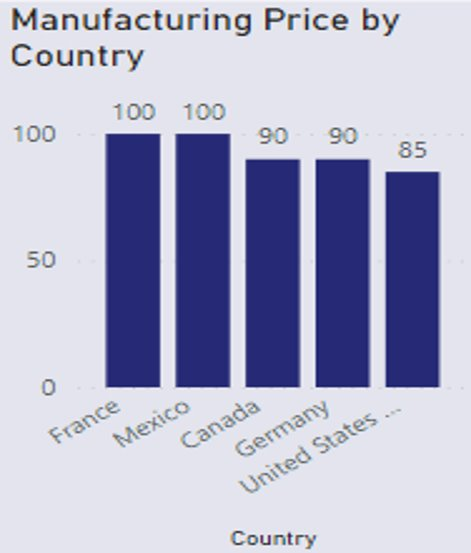 Manufacturing Price by
Country
100 100 90 90 85
100
50
0
France Mexico Canada Germany United States ...
Country